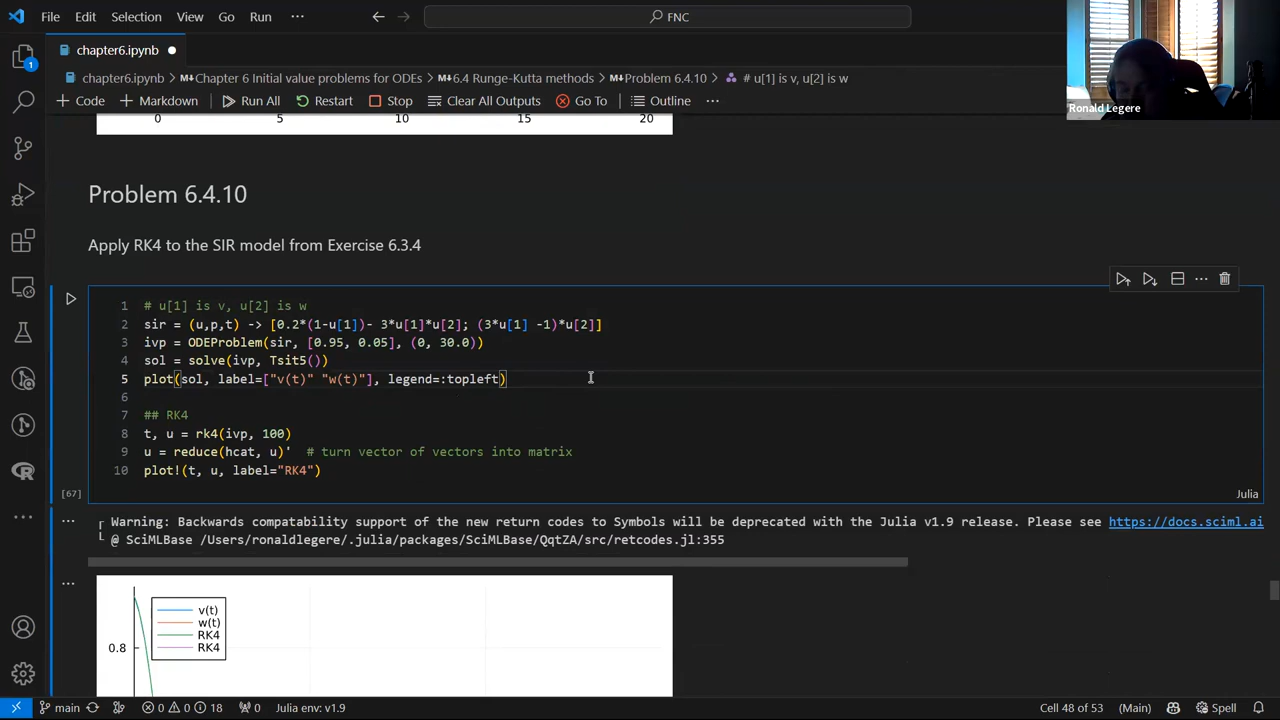 File Edit Selection View Go Run ··· FNC
1
chapter6.ipynb
chapter6.ipynb > Chapter 6 Initial value problems for ODEs > 6.4 Runge-Kutta methods > Problem 6.4.10 > # u[1] is v, u[2] is w
Ronald Legere
Code Markdown Run All Restart Stop Clear All Outputs Go To Outline ···
0 5 15 20
Problem 6.4.10
Apply RK4 to the SIR model from Exercise 6.3.4
1 # u[1] is v, u[2] is w
2 sir = (u,p,t) -> [0.2*(1-u[1])- 3*u[1]*u[2]; (3*u[1] -1)*u[2]]
3 ivp = ODEProblem(sir, [0.95, 0.05], (0, 30.0))
4 sol = solve(ivp, Tsit5())
5 plot(sol, label=["v(t)" "w(t)"], legend=:topleft)
6
7 ## RK4
8 t, u = rk4(ivp, 100)
9 u = reduce(hcat, u)' # turn vector of vectors into matrix
10 plot!(t, u, label="RK4")
[67]
Julia
Warning: Backwards compatability support of the new return codes to Symbols will be deprecated with the Julia v1.9 release. Please see https://docs.sciml.ai
@ SciMLBase /Users/ronaldlegere/.julia/packages/SciMLBase/QqtZA/src/retcodes.jl:355
v(t)
w(t)
RK4
RK4
0.8
main 0 0 18 0 Julia env: v1.9 Cell 48 of 53 (Main) Spell